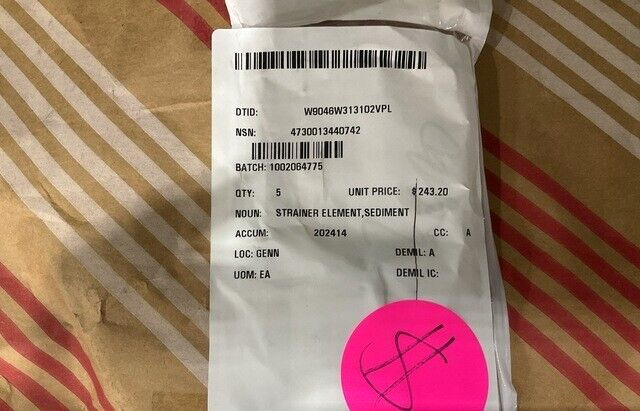 DTID: W9046W313102VPL
NSN: 4730013440742
BATCH: 1002064775
QTY: 5 UNIT PRICE: $243.20
NOUN: STRAINER ELEMENT,SEDIMENT
ACCUM: 202414 CC: A
LOC: GENN DEMIL: A
UOM: EA DEMIL IC: